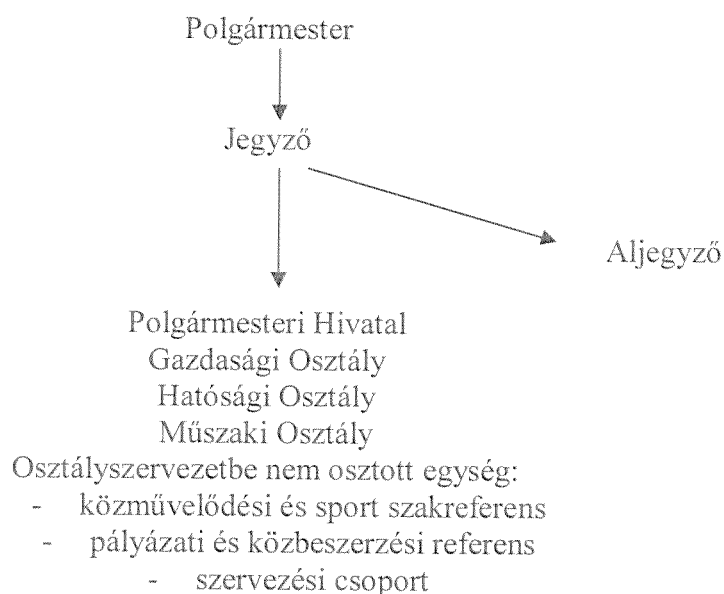 Polgármester
Jegyző
Aljegyző
Polgármesteri Hivatal
Gazdasági Osztály
Hatósági Osztály
Műszaki Osztály
Osztályszervezetbe nem osztott egység:
- közművelődési és sport szakreferens
- pályázati és közbeszerzési referens
- szervezési csoport